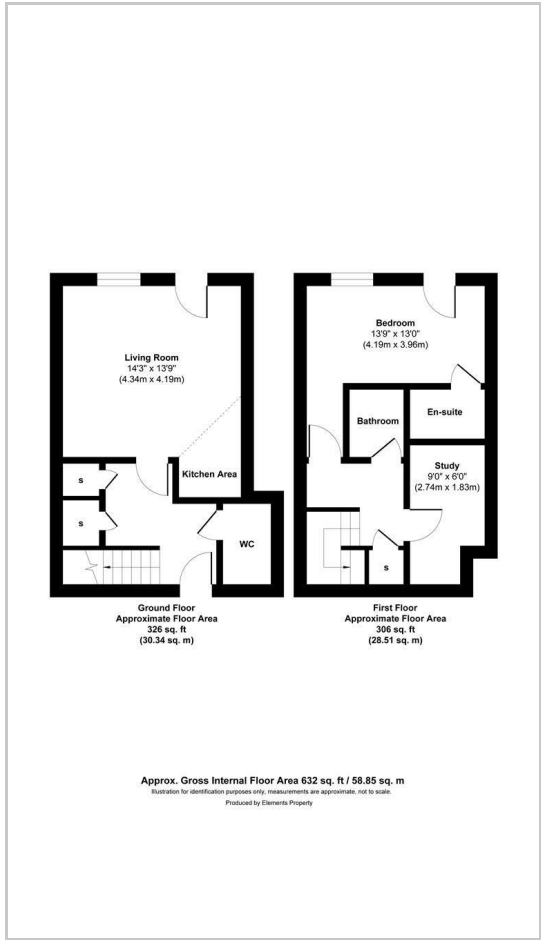 Living Room
14'3" x 13'9"
(4.34m x 4.19m)
Kitchen Area
s
s
WC
Ground Floor
Approximate Floor Area
326 sq. ft
(30.34 sq. m)
Bedroom
13'9" x 13'0"
(4.19m x 3.96m)
En-suite
Bathroom
Study
9'0" x 6'0"
(2.74m x 1.83m)
s
First Floor
Approximate Floor Area
306 sq. ft
(28.51 sq. m)
Approx. Gross Internal Floor Area 632 sq. ft / 58.85 sq. m
Illustration for identification purposes only, measurements are approximate, not to scale.
Produced by Elements Property